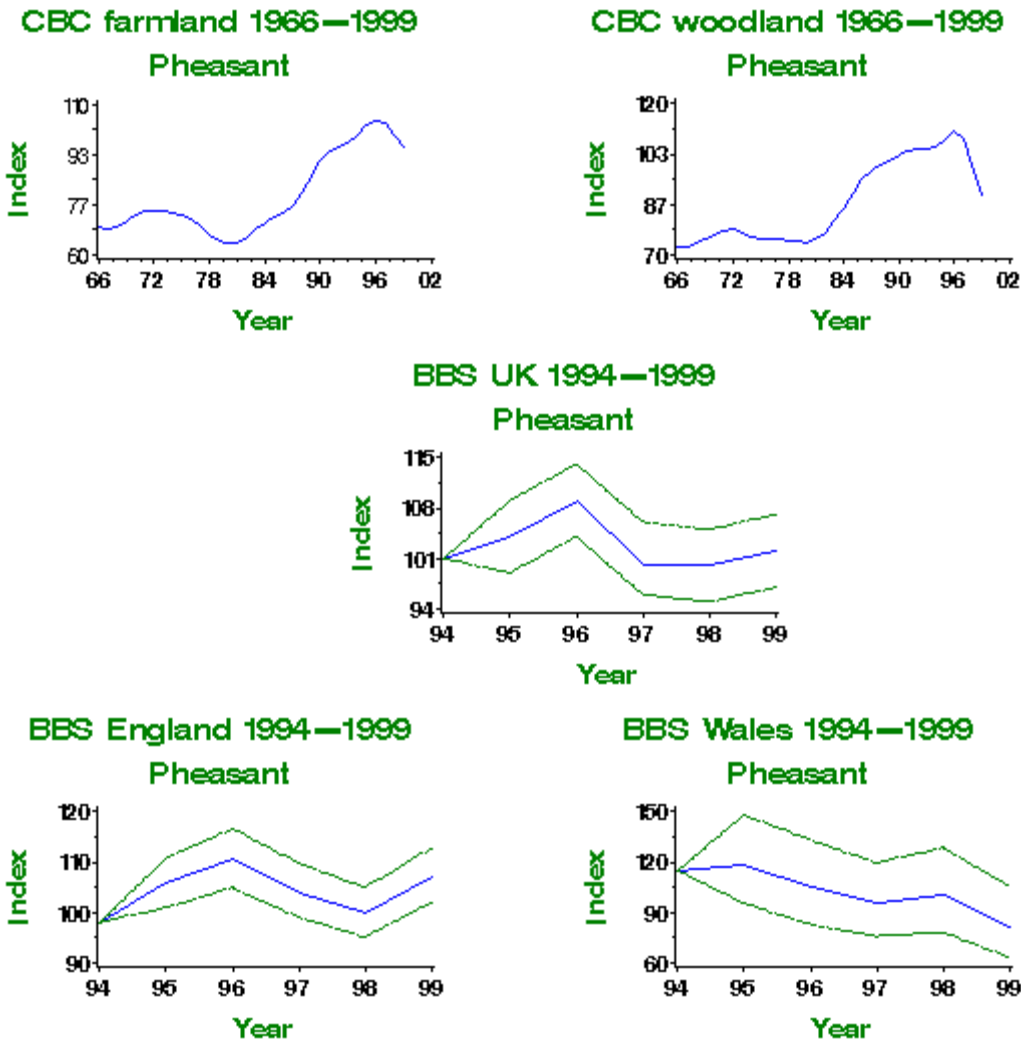 CBC farmland 1966—1999
Pheasant
110
93
77
60
Index
66 72 78 84 90 96 02
Year
CBC woodland 1966—1999
Pheasant
120
103
87
70
Index
66 72 78 84 90 96 02
Year
BBS UK 1994—1999
Pheasant
115
108
101
94
Index
94 95 96 97 98 99
Year
BBS England 1994—1999
Pheasant
120
110
100
90
Index
94 95 96 97 98 99
Year
BBS Wales 1994—1999
Pheasant
150
120
90
60
Index
94 95 96 97 98 99
Year